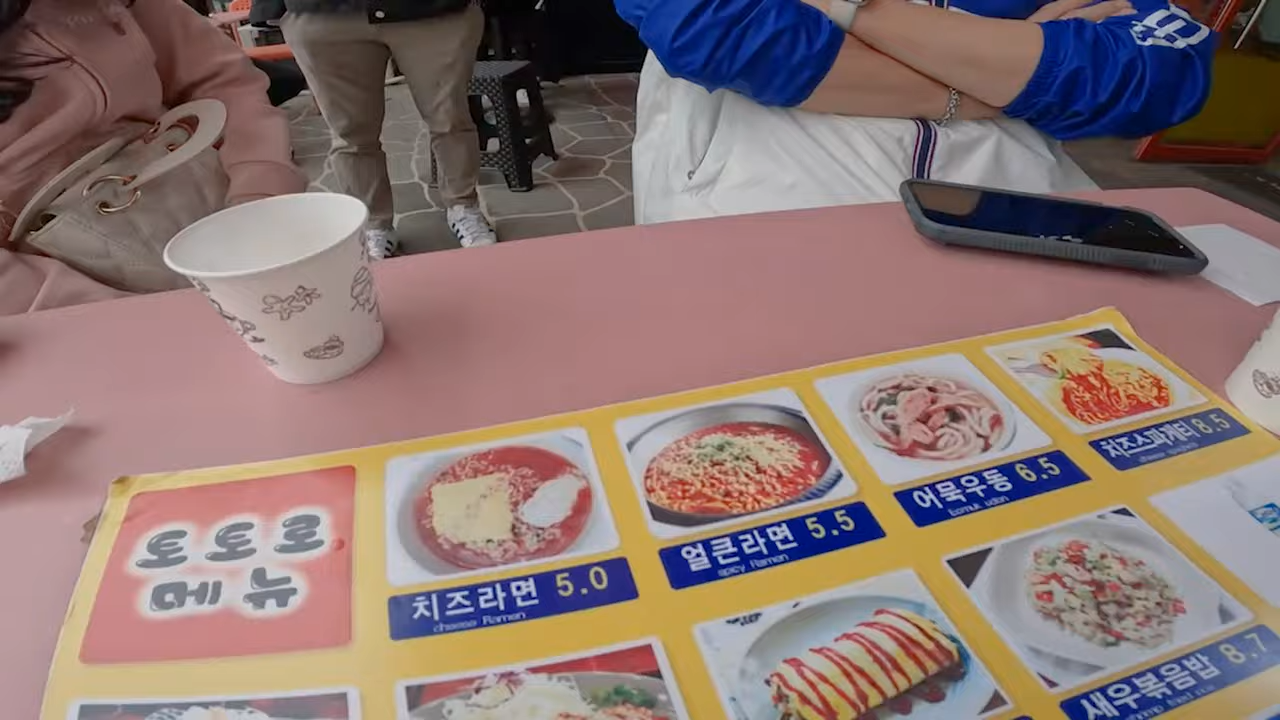 토토로
메뉴
치즈라면 5.0
cheese Ramen
얼큰라면 5.5
spicy Ramen
어묵우동 6.5
치즈스파게티 8.5
새우볶음밥 8.7